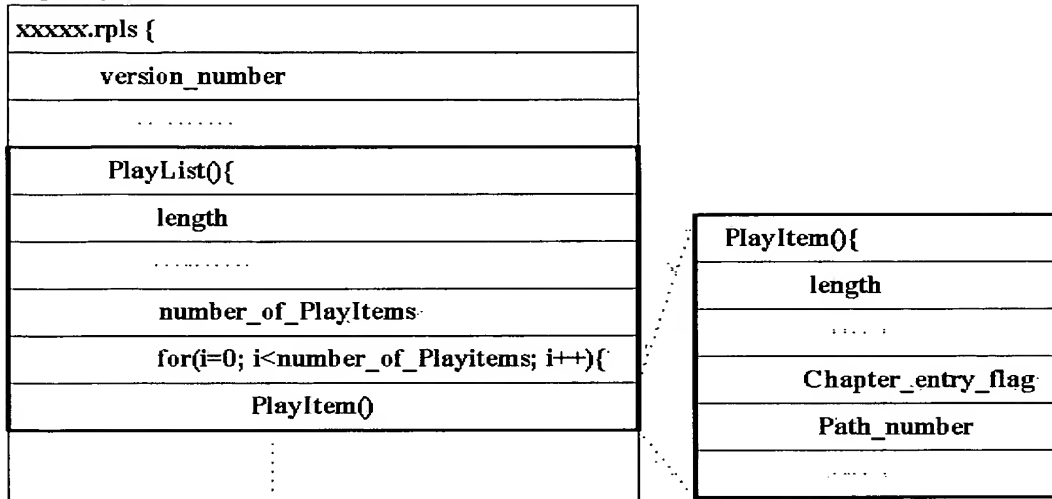 xxxxx.rpls {
version_number
PlayList(){
length
number_of_PlayItems
for(i=0; i<number_of_Playitems; i++){
PlayItem()
PlayItem(){
length
Chapter_entry_flag
Path_number